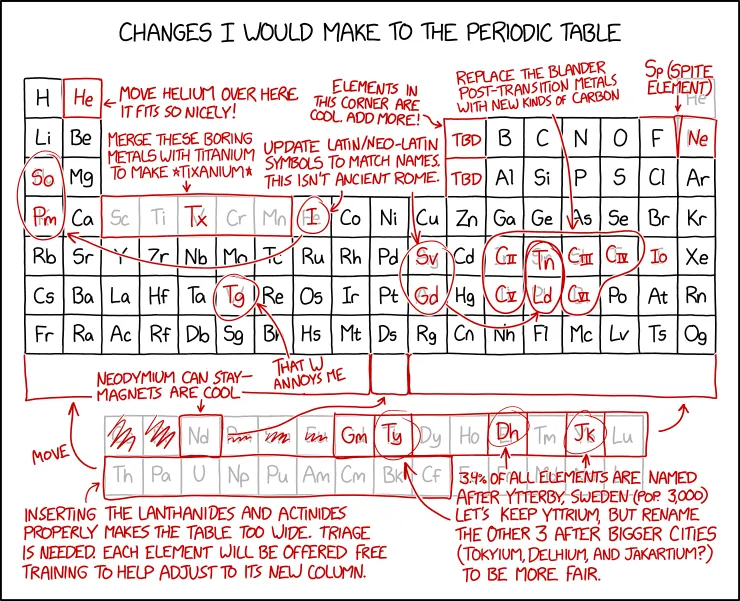 CHANGES I WOULD MAKE TO THE PERIODIC TABLE
H He
MOVE HELIUM OVER HERE.
IT FITS SO NICELY!
ELEMENTS IN
THIS CORNER ARE
COOL. ADD MORE!
REPLACE THE BLANDER
POST-TRANSITION METALS
WITH NEW KINDS OF CARBON
Sp (SPITE
ELEMENT)
He
Li Be
MERGE THESE BORING
METALS WITH TITANIUM
TO MAKE *TIXANIUM*
UPDATE LATIN/NEO-LATIN
SYMBOLS TO MATCH NAMES.
THIS ISN'T ANCIENT ROME.
TBD B C N O F Ne
So Mg TBD Al Si P S Cl Ar
Pm Ca Sc Ti Tx Cr Mn I Co Ni Cu Zn Ga Ge As Se Br Kr
Rb Sr Y Zr Nb Mo Tc Ru Rh Pd Sv Cd CII Tn CIII CIV Io Xe
Cs Ba La Hf Ta Tg Re Os Ir Pt Gd Hg CV Ld CVI Po At Rn
Fr Ra Ac Rf Db Sg Bh Hs Mt Ds Rg Cn Nh Fl Mc Lv Ts Og
THAT W
ANNOYS ME
NEODYMIUM CAN STAY-
MAGNETS ARE COOL
MOVE
Nd Gm Ty Dy Ho Dh Tm Jk Lu
Th Pa U Np Pu Am Cm Bk Cf
INSERTING THE LANTHANIDES AND ACTINIDES
PROPERLY MAKES THE TABLE TOO WIDE. TRIAGE
IS NEEDED. EACH ELEMENT WILL BE OFFERED FREE
TRAINING TO HELP ADJUST TO ITS NEW COLUMN.
3.4% OF ALL ELEMENTS ARE NAMED
AFTER YTTERBY, SWEDEN (POP. 3,000)
LET'S KEEP YTTRIUM, BUT RENAME
THE OTHER 3 AFTER BIGGER CITIES
(TOKYIUM, DELHIUM, AND JAKARTIUM?)
TO BE MORE FAIR.